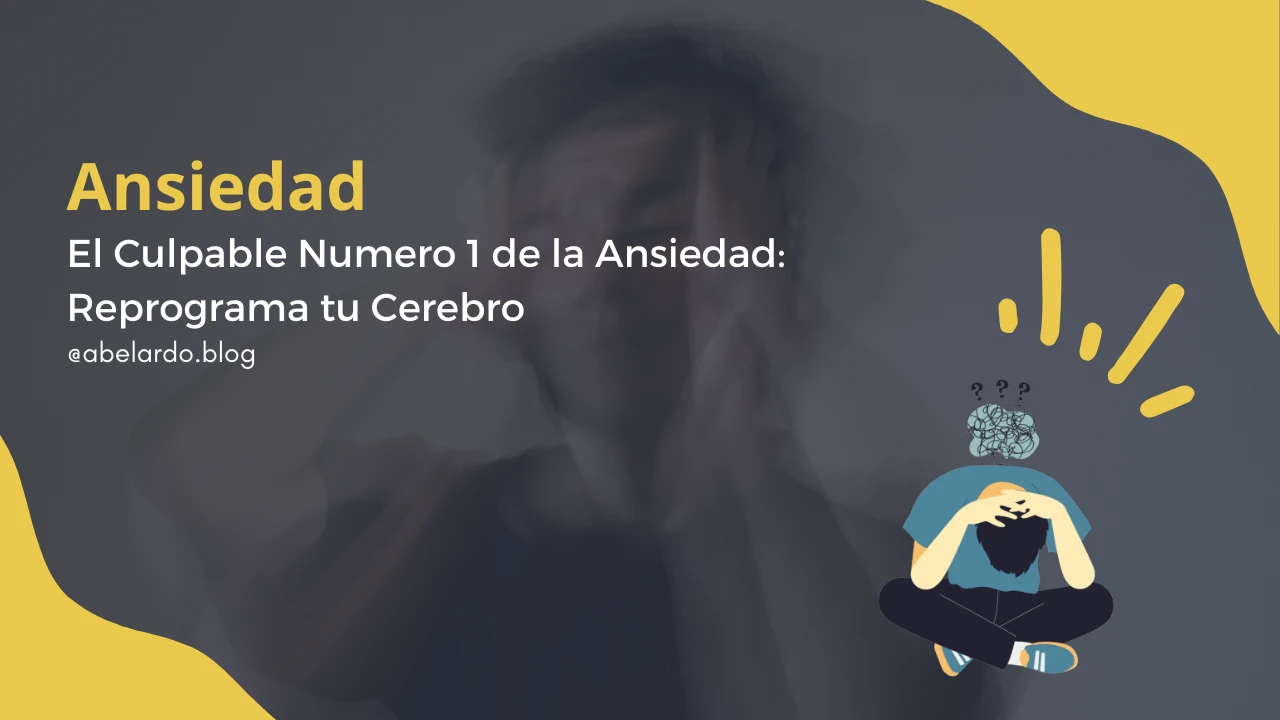 Ansiedad
El Culpable Numero 1 de la Ansiedad:
Reprograma tu Cerebro
@abelardo.blog
? ? ?